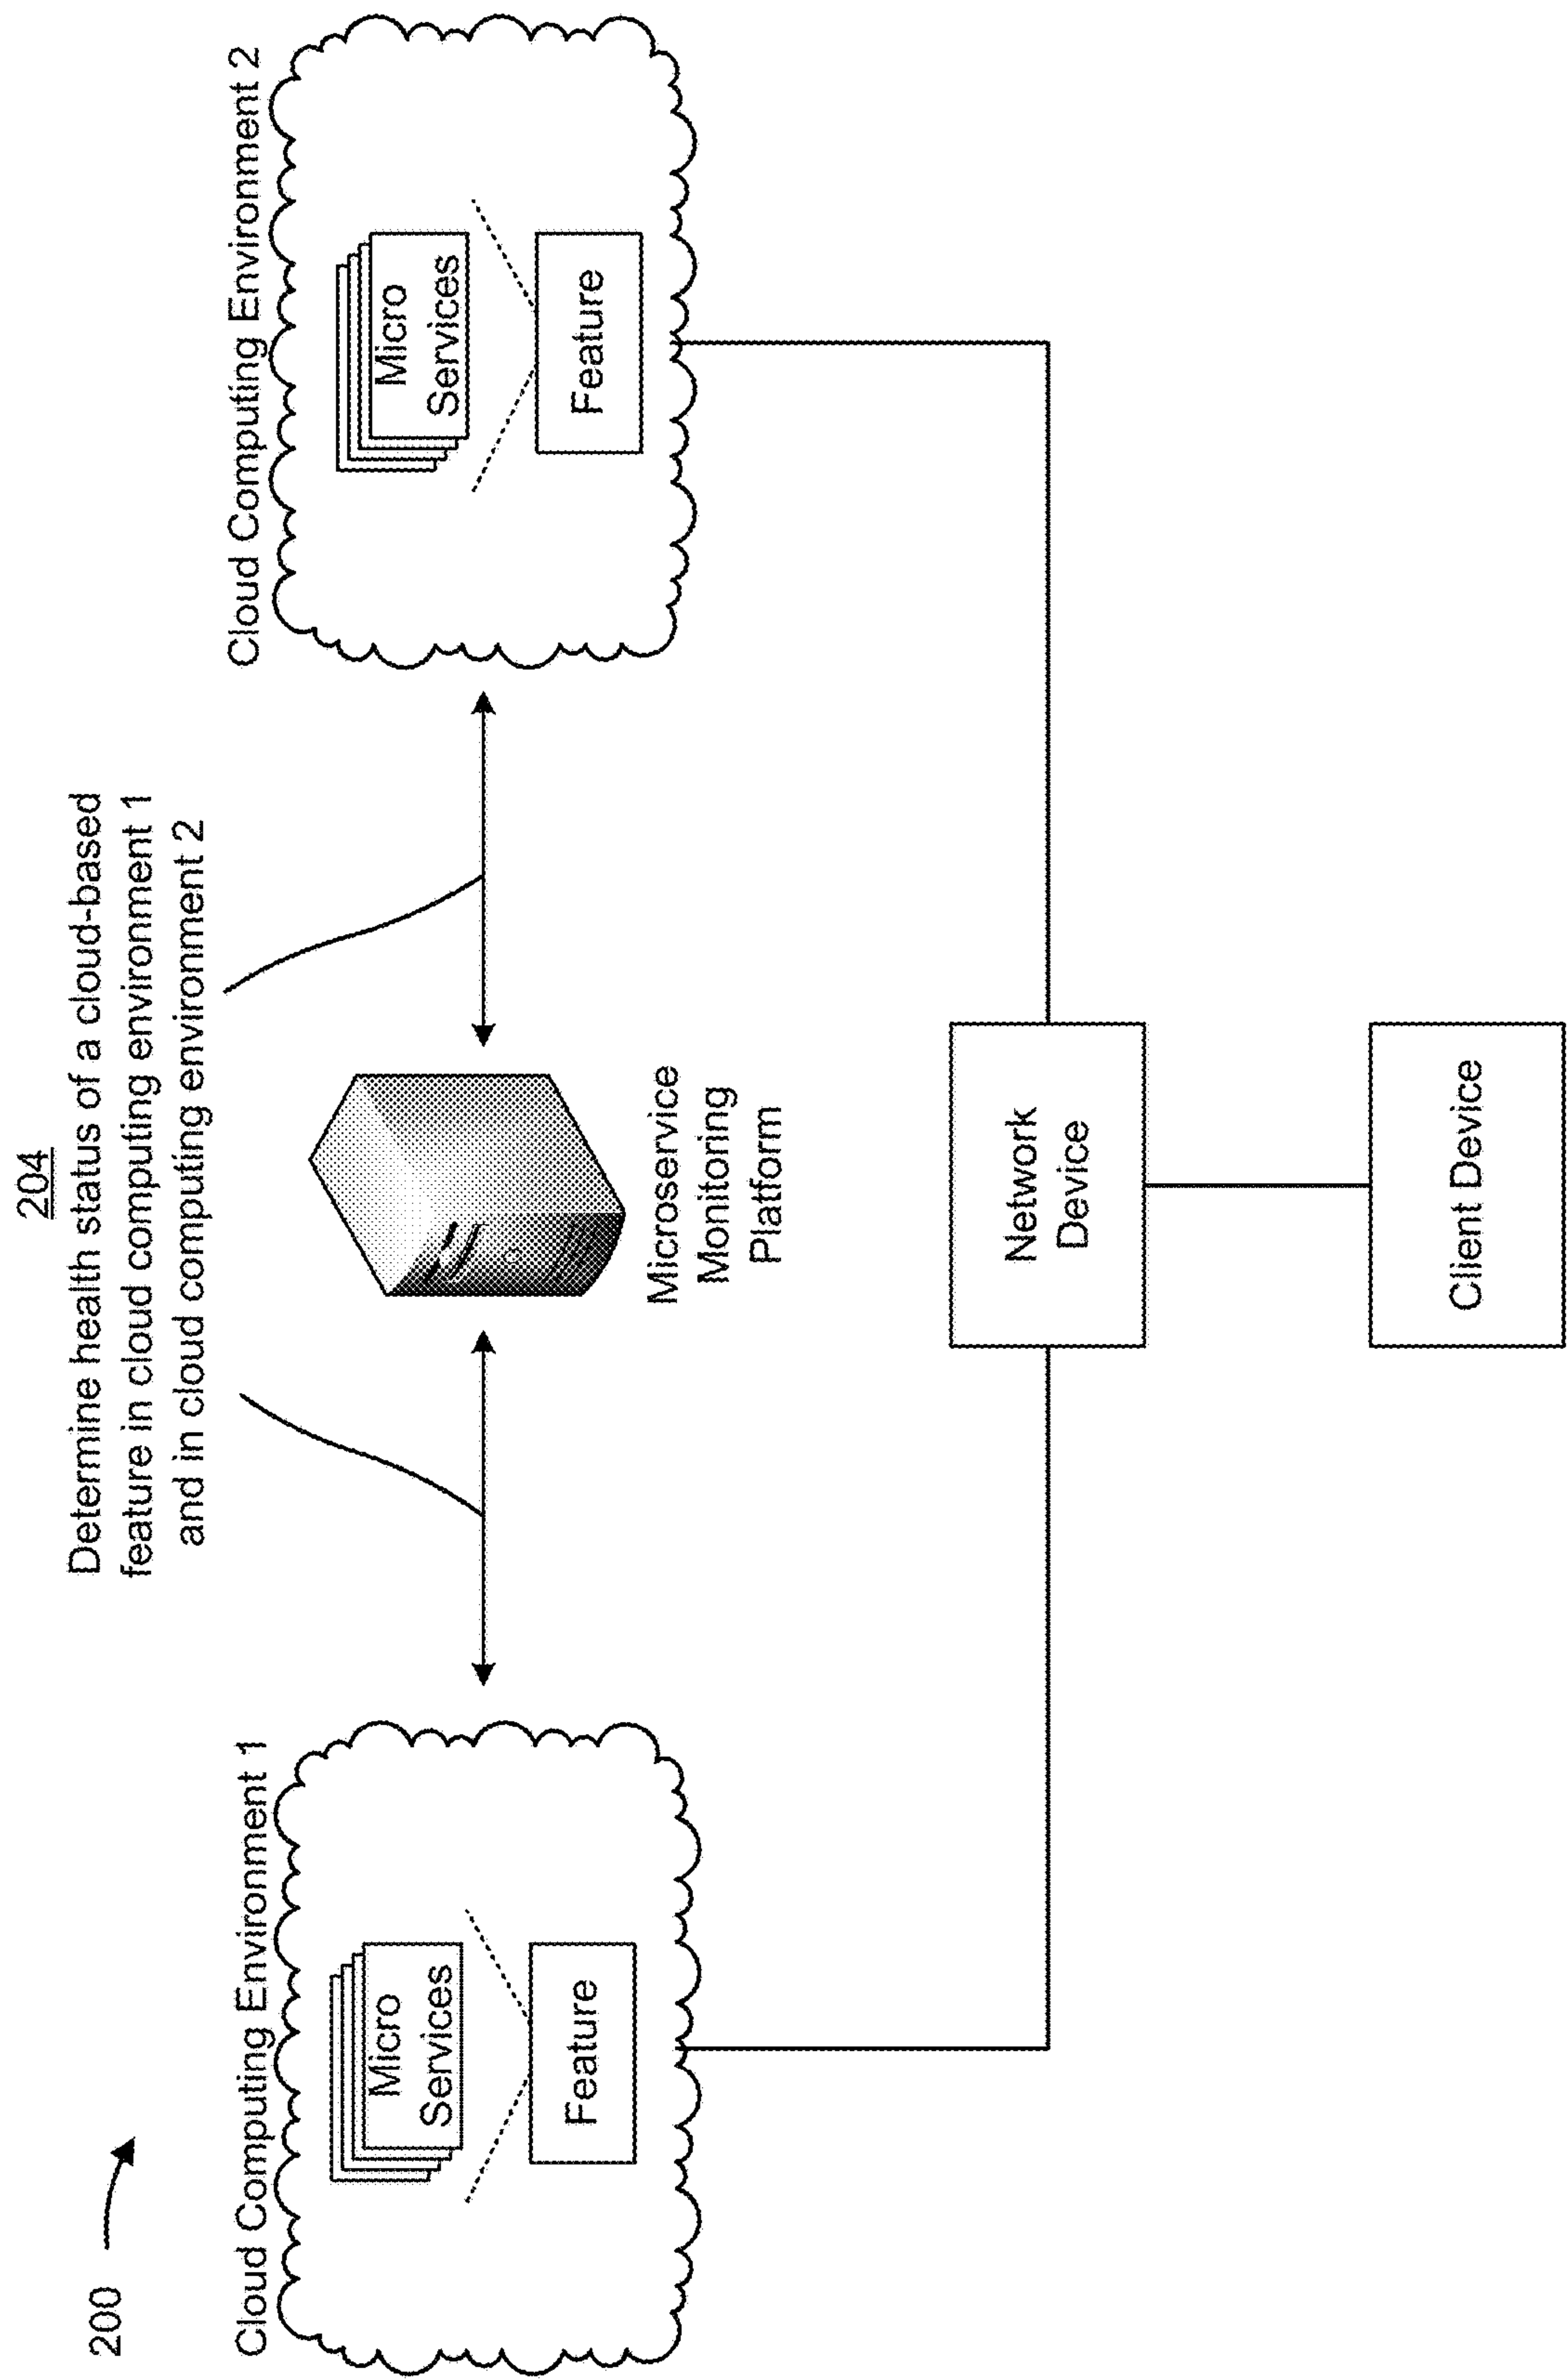 200
204
Determine health status of a cloud-based
feature in cloud computing environment 1
and in cloud computing environment 2
Cloud Computing Environment 1
Micro
Services
Feature
Microservice
Monitoring
Platform
Cloud Computing Environment 2
Micro
Services
Feature
Network
Device
Client Device